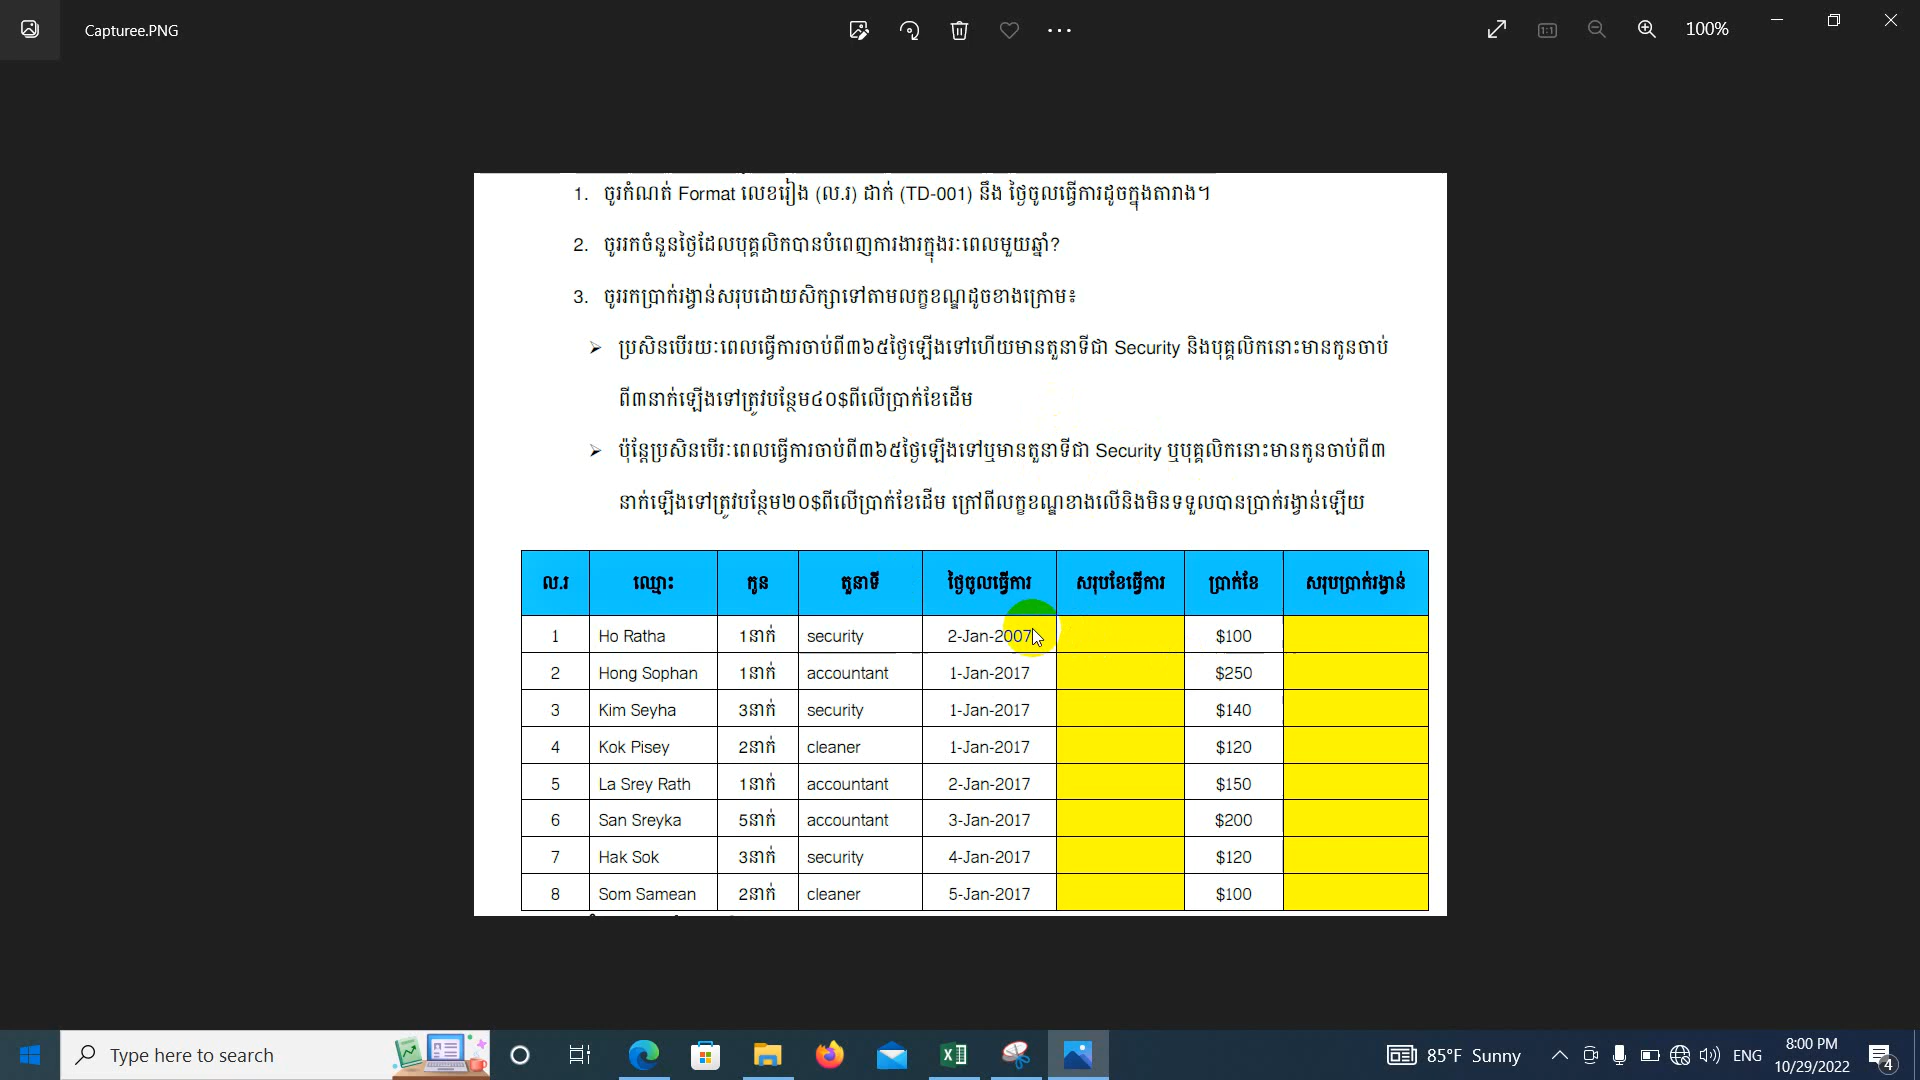 Capturee.PNG
100%
1. ចូរកំណត់ Format លេខរៀង (ល.រ) ដាក់ (TD-001) នឹង ថ្ងៃចូលធ្វើការដូចក្នុងតារាង។
2. ចូររកចំនួនថ្ងៃដែលបុគ្គលិកបានបំពេញការងារក្នុងរ:ពេលមួយឆ្នាំ?
3. ចូររកប្រាក់រង្វាន់សរុបដោយសិក្សាទៅតាមលក្ខខណ្ឌដូចខាងក្រោម៖
➢ ប្រសិនបើរយ:ពេលធ្វើការចាប់ពី៣៦៥ថ្ងៃឡើងទៅហើយមានតួនាទីជា Security និងបុគ្គលិកនោះមានកូនចាប់
ពី៣នាក់ឡើងទៅត្រូវបន្ថែម៤០$ពីលើប្រាក់ខែដើម
➢ ប៉ុន្តែប្រសិនបើរ:ពេលធ្វើការចាប់ពី៣៦៥ថ្ងៃឡើងទៅឬមានតួនាទីជា Security ឬបុគ្គលិកនោះមានកូនចាប់ពី៣
នាក់ឡើងទៅត្រូវបន្ថែម២០$ពីលើប្រាក់ខែដើម ក្រៅពីលក្ខខណ្ឌខាងលើនិងមិនទទួលបានប្រាក់រង្វាន់ឡើយ
ល.រ ឈ្មោះ កូន តួនាទី ថ្ងៃចូលធ្វើការ សរុបខែធ្វើការ ប្រាក់ខែ សរុបប្រាក់រង្វាន់
1 Ho Ratha 1នាក់ security 2-Jan-2007 $100
2 Hong Sophan 1នាក់ accountant 1-Jan-2017 $250
3 Kim Seyha 3នាក់ security 1-Jan-2017 $140
4 Kok Pisey 2នាក់ cleaner 1-Jan-2017 $120
5 La Srey Rath 1នាក់ accountant 2-Jan-2017 $150
6 San Sreyka 5នាក់ accountant 3-Jan-2017 $200
7 Hak Sok 3នាក់ security 4-Jan-2017 $120
8 Som Samean 2នាក់ cleaner 5-Jan-2017 $100
Type here to search
85°F Sunny
ENG
8:00 PM
10/29/2022
4